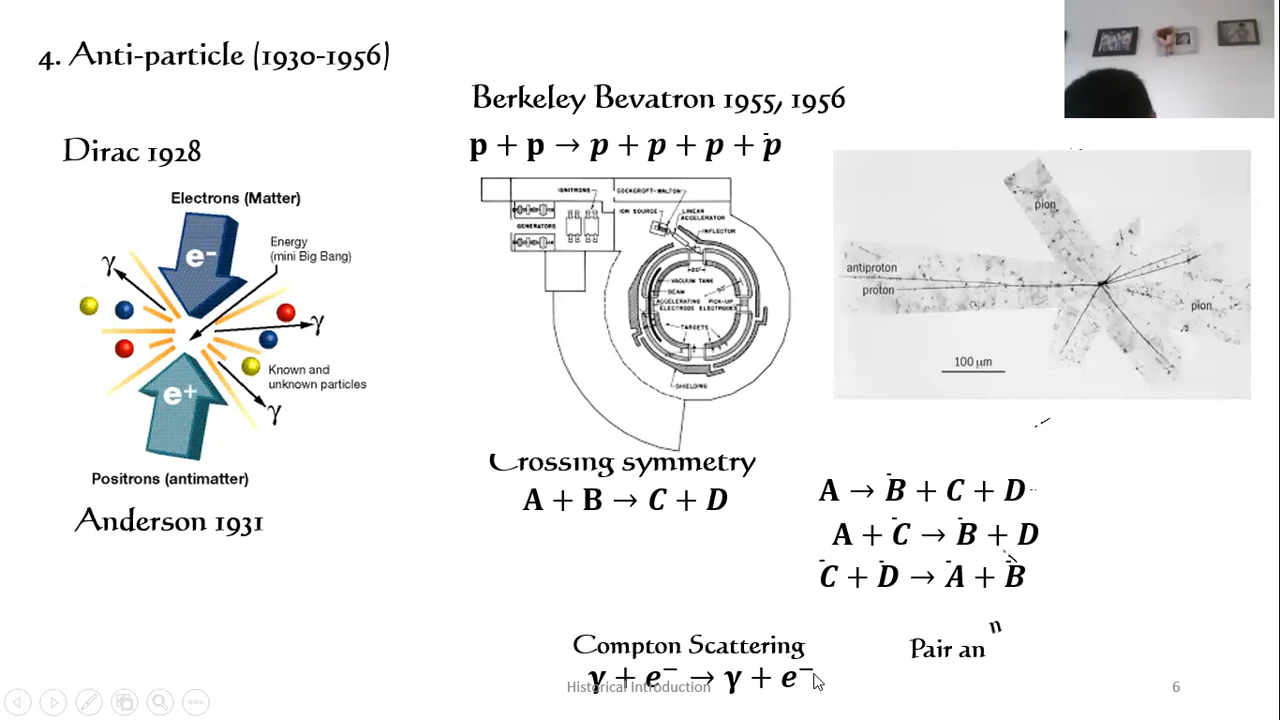 4. Anti-particle (1930-1956)
Berkeley Bevatron 1955, 1956
p + p → p + p + p + p̄
Dirac 1928
Electrons (Matter)
e⁻
Energy
(mini Big Bang)
γ
γ
γ
Known and
unknown particles
e⁺
Positrons (antimatter)
Anderson 1931
IGNITRONS
COCKCROFT-WALTON
ION SOURCE
LINEAR
ACCELERATOR
GENERATORS
INFLECTOR
20'
VACUUM TANK
BEAM
ACCELERATING
ELECTRODE
PICK-UP
ELECTRODES
TARGETS
SHIELDING
pion
antiproton
proton
pion
100 μm
Crossing symmetry
A + B → C + D
A → B̄ + C + D
A + C̄ → B̄ + D
C̄ + D̄ → Ā + B̄
Compton Scattering
γ + e⁻ → γ + e⁻
Pair an
n
Historical Introduction
6